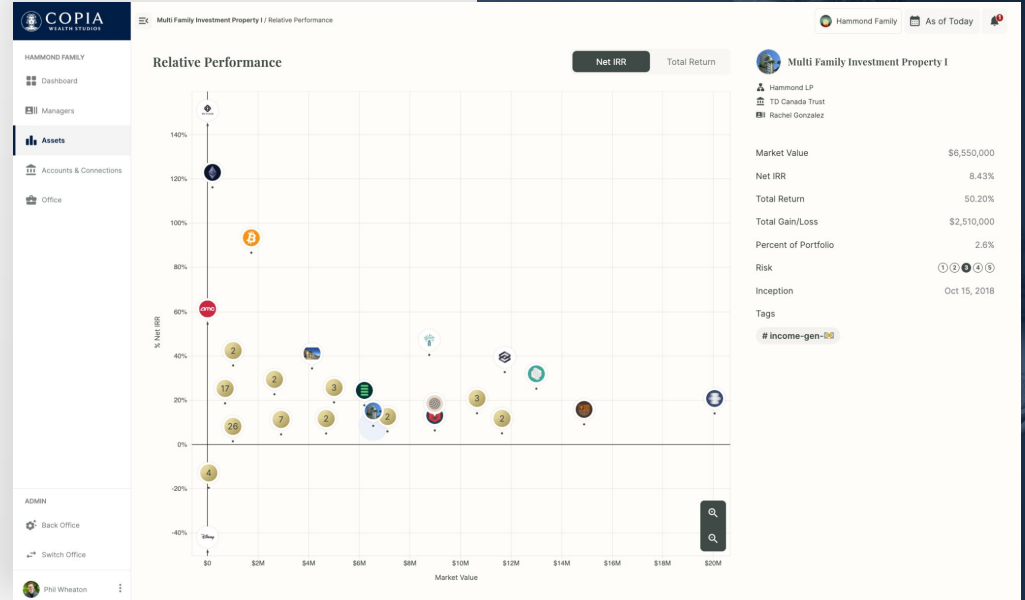 COPIA
WEALTH STUDIOS
Multi Family Investment Property I / Relative Performance
Hammond Family
As of Today
HAMMOND FAMILY
Dashboard
Managers
Assets
Accounts & Connections
Office
ADMIN
Back Office
Switch Office
Phil Wheaton
Relative Performance
Net IRR
Total Return
% Net IRR
140%
120%
100%
80%
60%
40%
20%
0%
-20%
-40%
amc
2
17
2
3
26
7
2
2
3
2
4
Disney
$0
$2M
$4M
$6M
$8M
$10M
$12M
$14M
$16M
$18M
$20M
Market Value
Multi Family Investment Property I
Hammond LP
TD Canada Trust
Rachel Gonzalez
Market Value $6,550,000
Net IRR 8.43%
Total Return 50.20%
Total Gain/Loss $2,510,000
Percent of Portfolio 2.6%
Risk 1 2 3 4 5
Inception Oct 15, 2018
Tags
# income-gen-